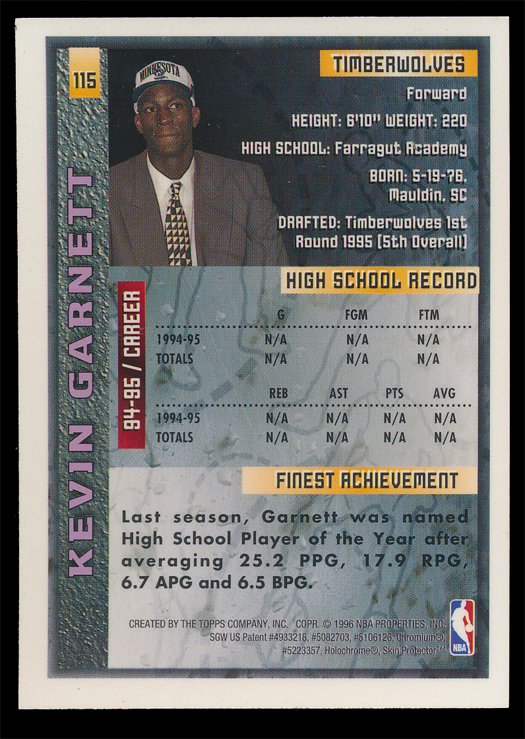 115
KEVIN GARNETT
MINNESOTA
TIMBERWOLVES
Forward
HEIGHT: 6'10" WEIGHT: 220
HIGH SCHOOL: Farragut Academy
BORN: 5-19-76,
Mauldin, SC
DRAFTED: Timberwolves 1st
Round 1995 (5th Overall)
HIGH SCHOOL RECORD
94-95 / CAREER
G FGM FTM
1994-95 N/A N/A N/A
TOTALS N/A N/A N/A
REB AST PTS AVG
1994-95 N/A N/A N/A N/A
TOTALS N/A N/A N/A N/A
FINEST ACHIEVEMENT
Last season, Garnett was named
High School Player of the Year after
averaging 25.2 PPG, 17.9 RPG,
6.7 APG and 6.5 BPG.
CREATED BY THE TOPPS COMPANY, INC. COPR. © 1996 NBA PROPERTIES, INC.
SGW US Patent #4933218, #5082703, #5106126, Chromium®,
#5223357, Holochrome®, Skin Protector™
NBA